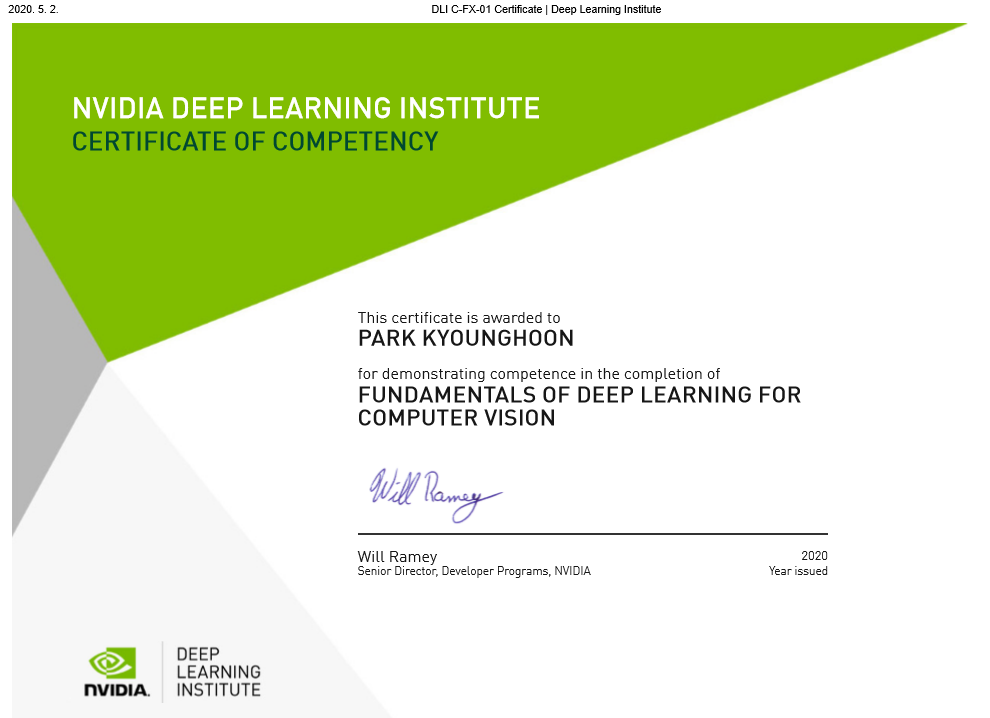 2020. 5. 2.
DLI C-FX-01 Certificate | Deep Learning Institute
NVIDIA DEEP LEARNING INSTITUTE
CERTIFICATE OF COMPETENCY
This certificate is awarded to
PARK KYOUNGHOON
for demonstrating competence in the completion of
FUNDAMENTALS OF DEEP LEARNING FOR
COMPUTER VISION
Will Ramey
Will Ramey
2020
Senior Director, Developer Programs, NVIDIA
Year issued
DEEP
LEARNING
INSTITUTE
NVIDIA.